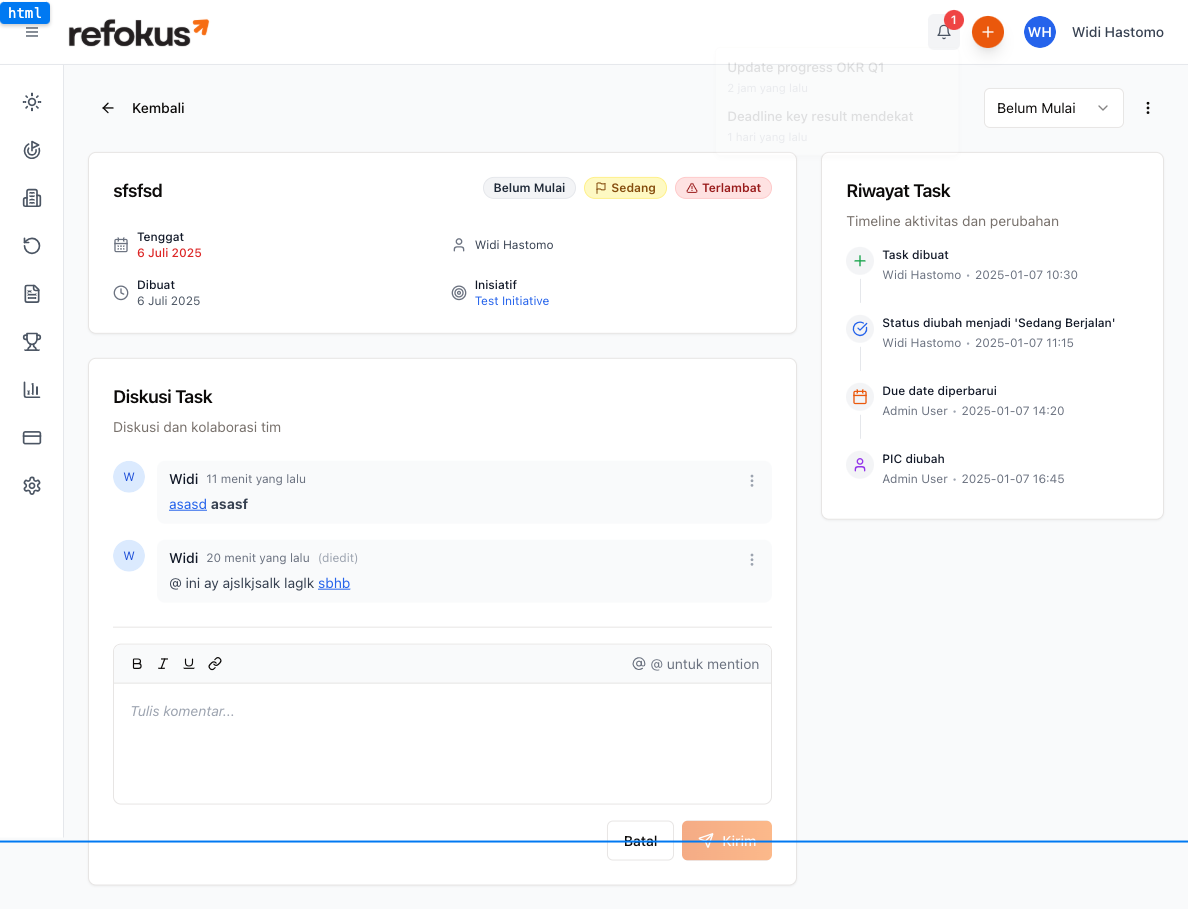 html
refokus
1
WH
Widi Hastomo
Update progress OKR Q1
2 jam yang lalu
Deadline key result mendekat
1 hari yang lalu
Kembali
Belum Mulai
sfsfsd
Belum Mulai
Sedang
Terlambat
Tenggat
6 Juli 2025
Widi Hastomo
Dibuat
6 Juli 2025
Inisiatif
Test Initiative
Diskusi Task
Diskusi dan kolaborasi tim
W
Widi 11 menit yang lalu
asasd asasf
W
Widi 20 menit yang lalu (diedit)
@ ini ay ajslkjsalk laglk sbhb
B I U @ @ untuk mention
Tulis komentar...
Batal
Kirim
Riwayat Task
Timeline aktivitas dan perubahan
Task dibuat
Widi Hastomo • 2025-01-07 10:30
Status diubah menjadi 'Sedang Berjalan'
Widi Hastomo • 2025-01-07 11:15
Due date diperbarui
Admin User • 2025-01-07 14:20
PIC diubah
Admin User • 2025-01-07 16:45